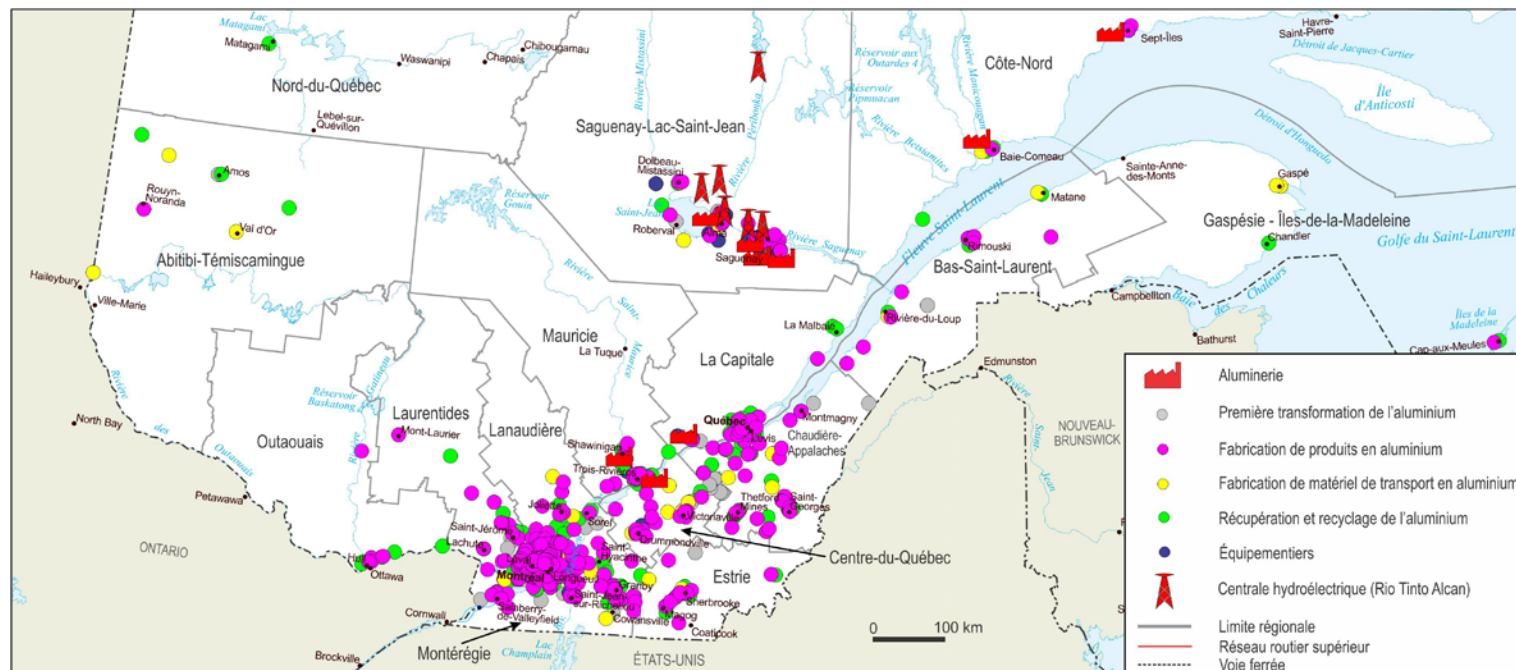 Lac
Matagami
Matagami
Waswanipi
Chapais
Chibougamau
Nord-du-Québec
Lebel-sur-
Quévillon
Rivière Mistassini
Rivière
Péribonka
Réservoir aux
Outardes 4
Rivière Manicouagan
Réservoir
Pipmuacan
Rivière Betsiamites
Côte-Nord
Sept-Îles
Havre-
Saint-Pierre
Détroit de Jacques-Cartier
Île
d'Anticosti
Détroit d'Honguedo
Saguenay-Lac-Saint-Jean
Dolbeau-
Mistassini
Saint-Jean
Roberval
Alma
Saguenay
Rivière Saguenay
Baie-Comeau
Sainte-Anne-
des-Monts
Matane
Gaspé
Gaspésie - Îles-de-la-Madeleine
Chandler
Golfe du Saint-Laurent
Fleuve Saint-Laurent
Rimouski
Bas-Saint-Laurent
Amos
Rouyn-
Noranda
Val d'Or
Abitibi-Témiscamingue
Haileybury
Ville-Marie
Réservoir
Gouin
Rivière
Saint-
Maurice
Mauricie
La Tuque
La Capitale
La Malbaie
Rivière-du-Loup
Campbellton
Baie
des
Chaleurs
Bathurst
Îles de la
Madeleine
Cap-aux-Meules
Edmunston
Rivière
Saint
Jean
NOUVEAU-
BRUNSWICK
North Bay
Rivière
des
Outaouais
Petawawa
Réservoir
Baskatong
Rivière
Gatineau
Outaouais
Laurentides
Mont-Laurier
Lanaudière
Shawinigan
Trois-Rivières
Québec
Lévis
Montmagny
Chaudière-
Appalaches
Joliette
Sorel
Saint-Jérôme
Lachute
Laval
Montréal
Longueuil
Saint-
Hyacinthe
Drummondville
Victoriaville
Thetford
Mines
Saint-
Georges
Centre-du-Québec
Hull
Ottawa
ONTARIO
Granby
Estrie
Sherbrooke
Magog
Coaticook
Cowansville
Saint-Jean-
sur-Richelieu
Salaberry-
de-Valleyfield
Cornwall
Brockville
Montérégie
Lac
Champlain
ÉTATS-UNIS
0 100 km
Aluminerie
Première transformation de l'aluminium
Fabrication de produits en aluminium
Fabrication de matériel de transport en aluminium
Récupération et recyclage de l'aluminium
Équipementiers
Centrale hydroélectrique (Rio Tinto Alcan)
Limite régionale
Réseau routier supérieur
Voie ferrée